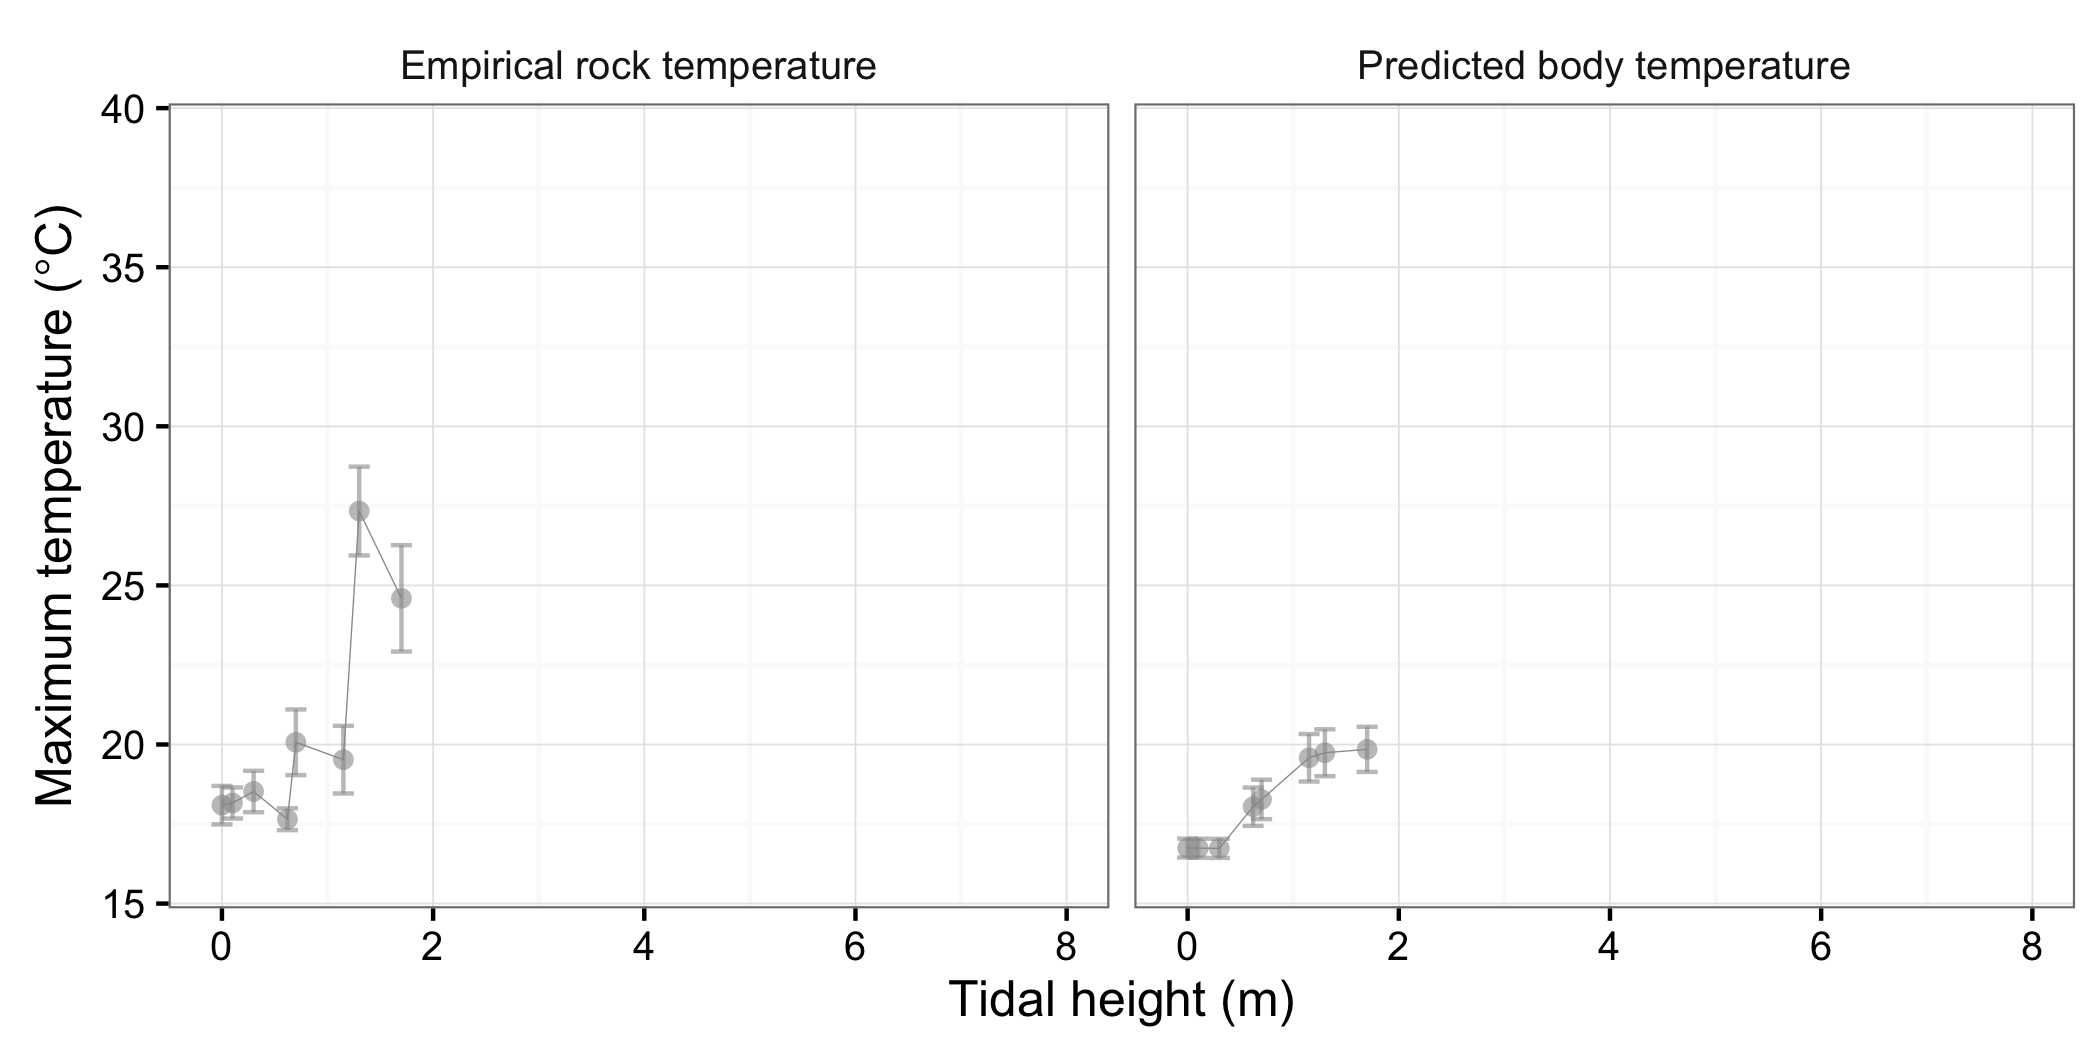 Empirical rock temperature
Predicted body temperature
Maximum temperature (°C)
40
35
30
25
20
15
0 2 4 6 8
0 2 4 6 8
Tidal height (m)